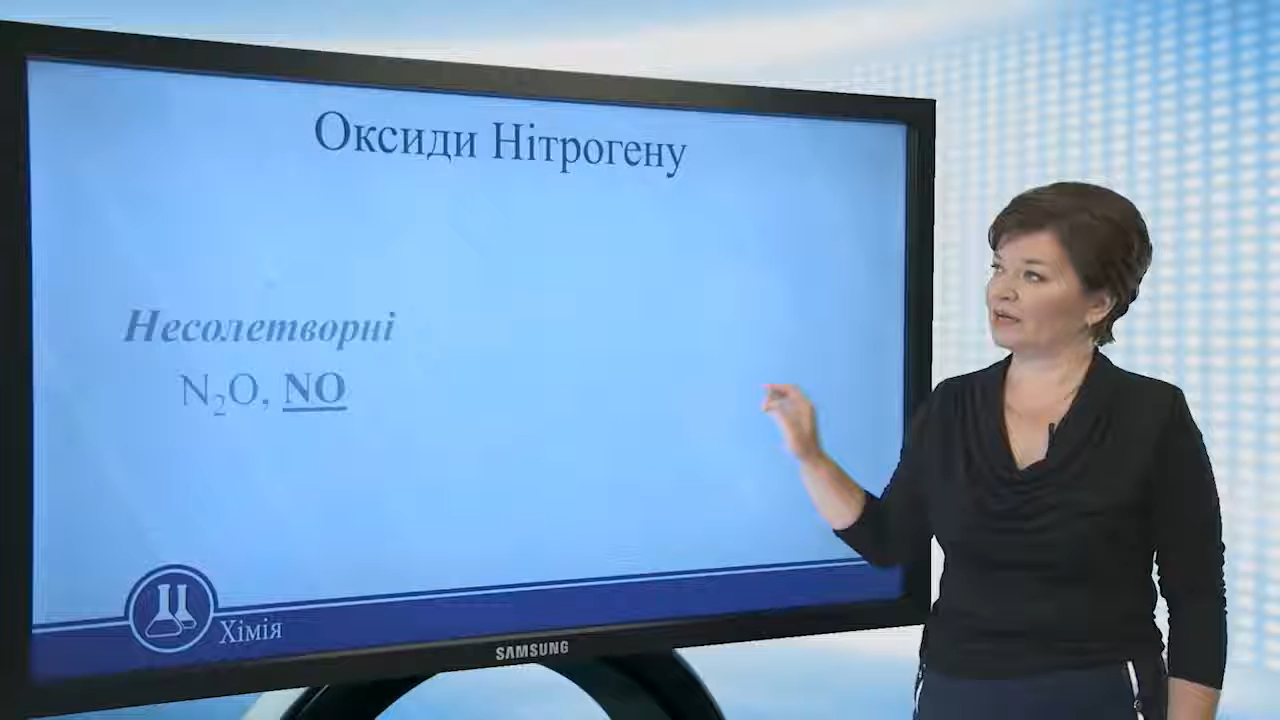 Оксиди Нітрогену
Несолетворні
N₂O, NO
Хімія
SAMSUNG